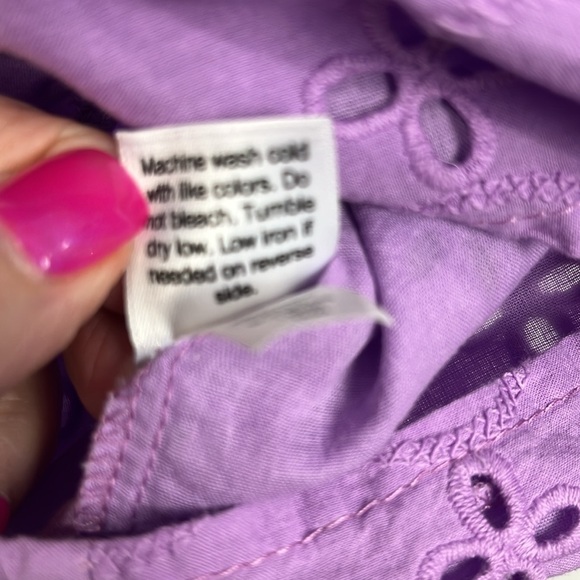 Machine wash cold
with like colors. Do
not bleach. Tumble
dry low. Low iron if
needed on reverse
side.